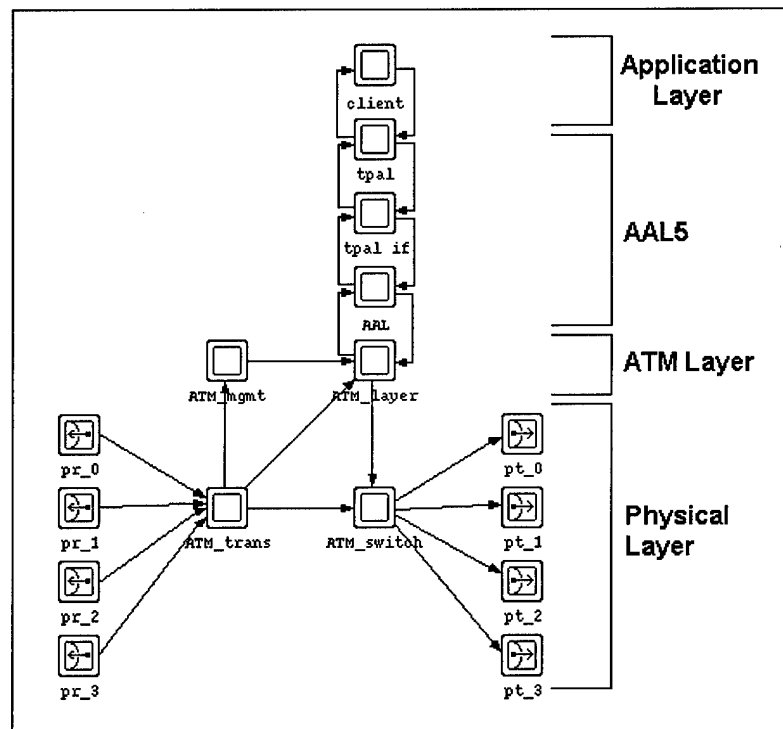 client
Application
Layer
tpal
tpal if
AAL5
AAL
ATM_mgmt
ATM_layer
ATM Layer
pr_0
pt_0
pr_1
ATM_trans
ATM_switch
pt_1
Physical
Layer
pr_2
pt_2
pr_3
pt_3